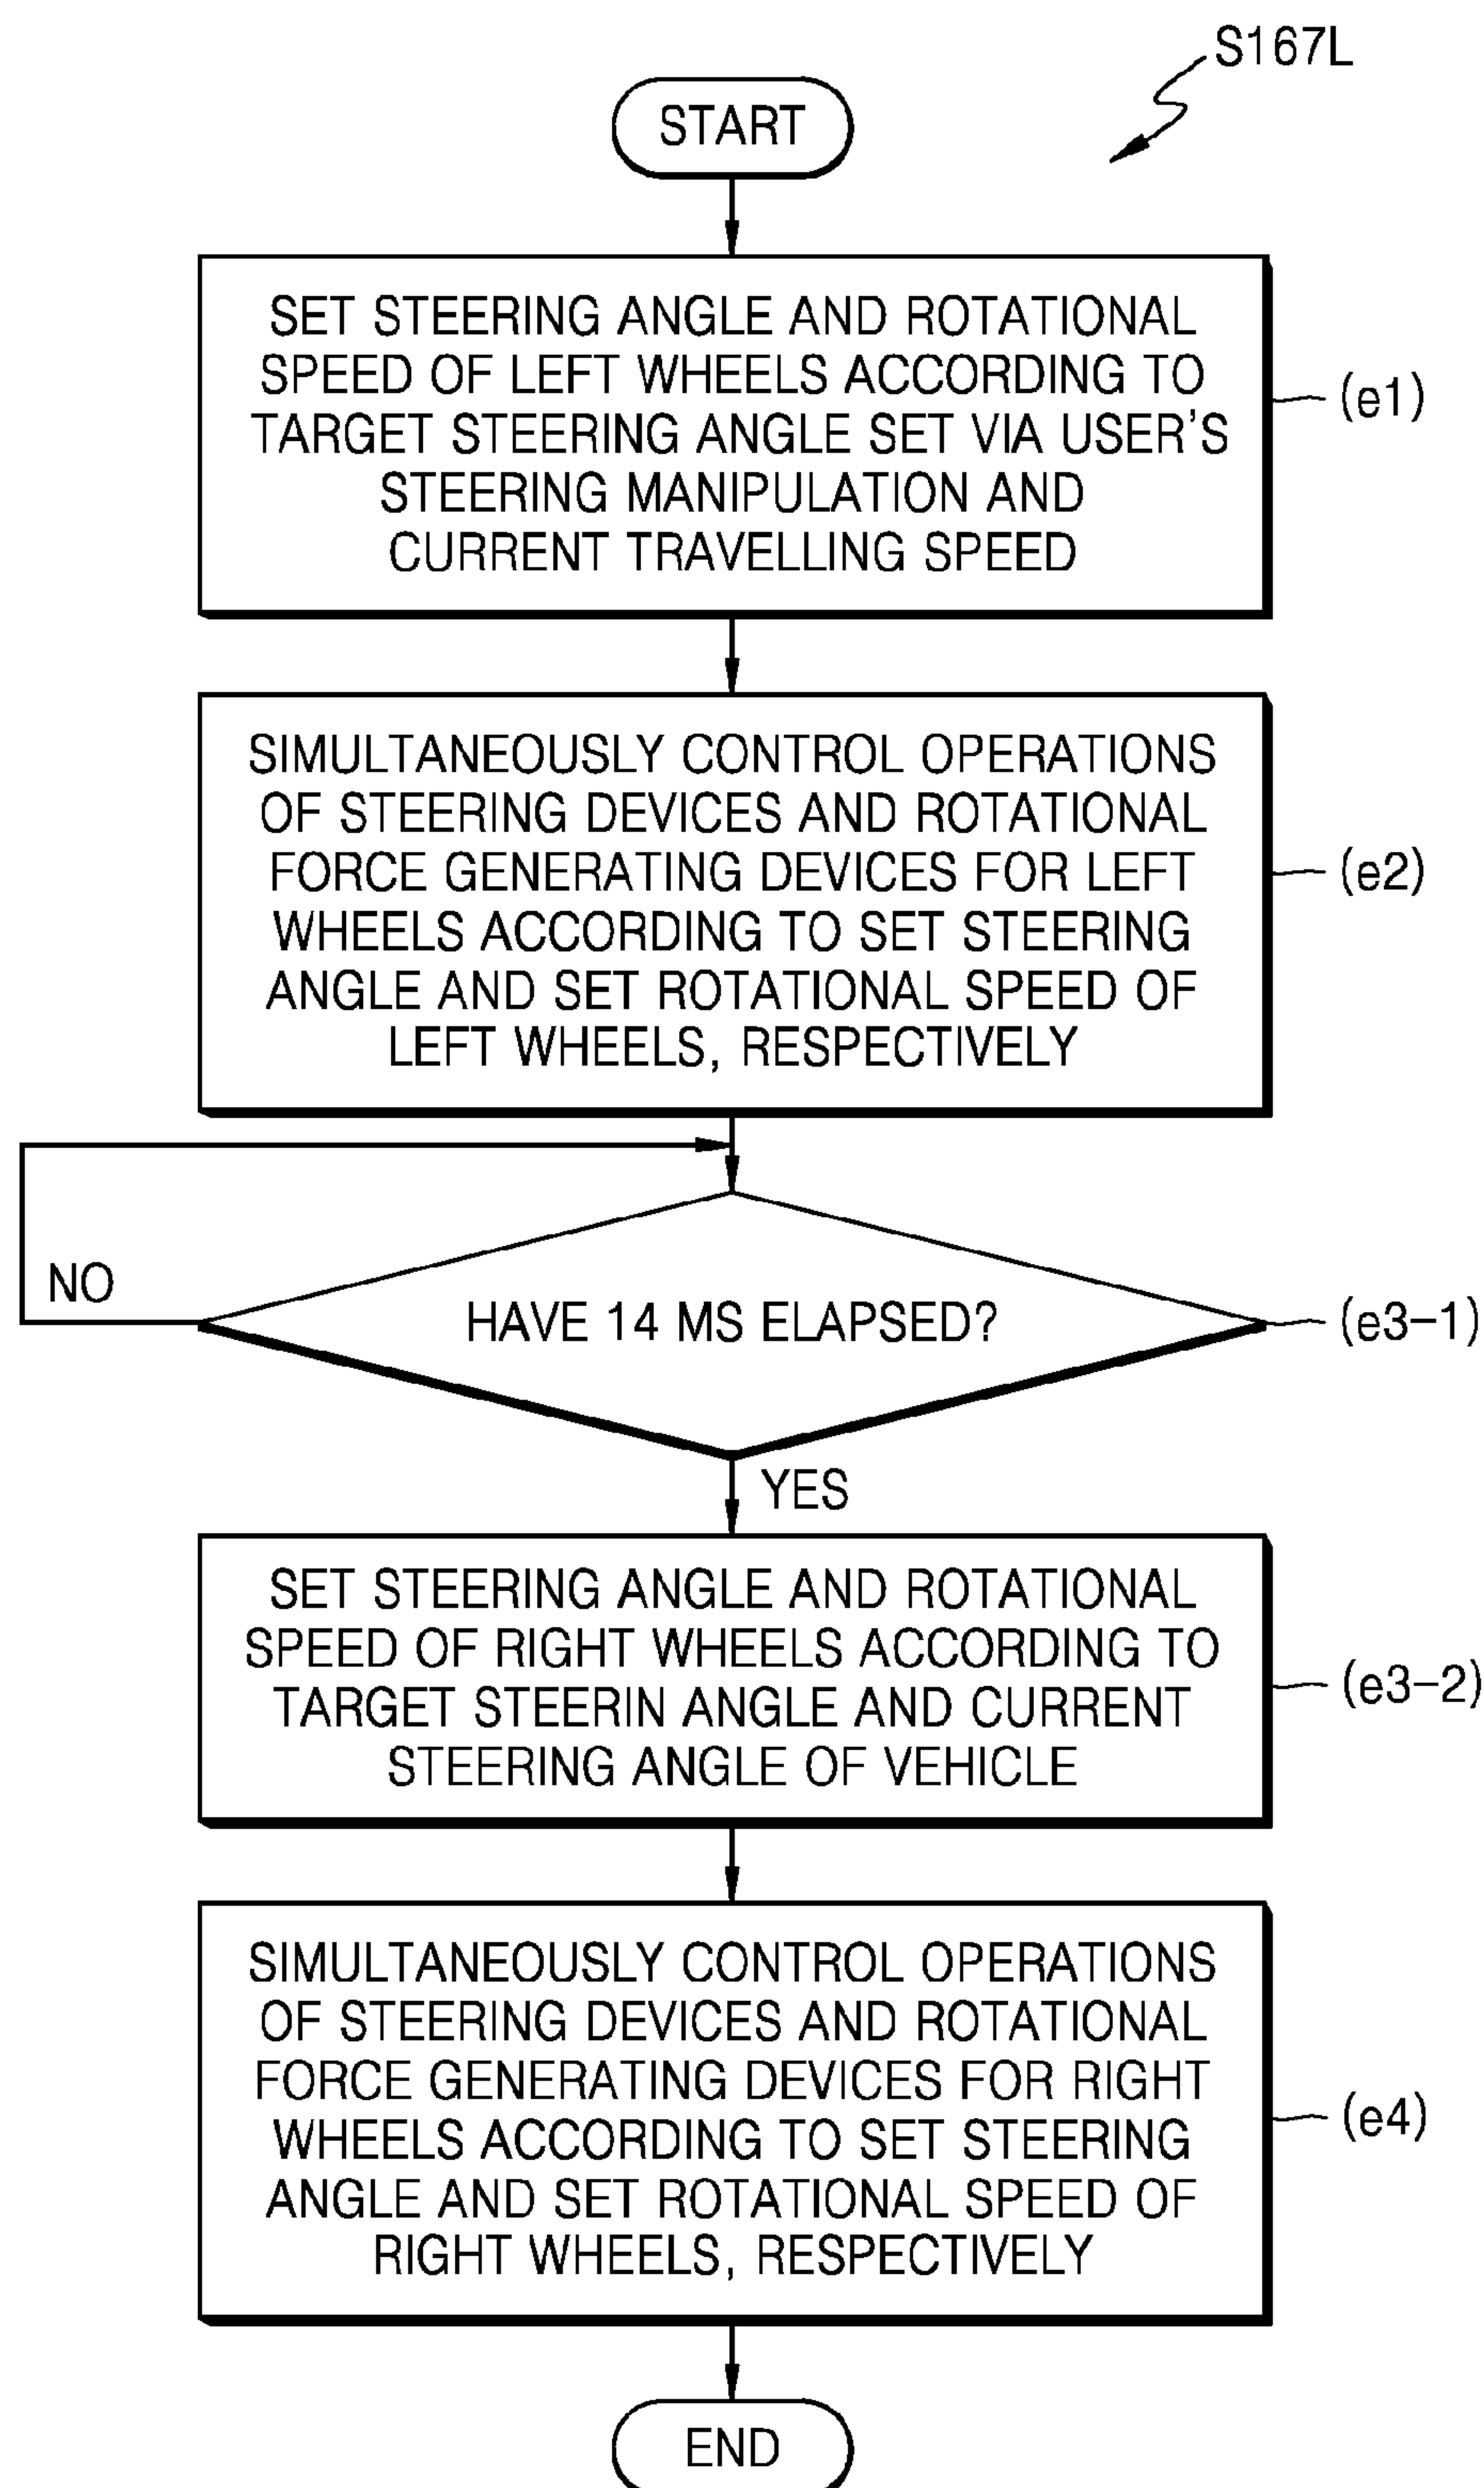 S167L
START
SET STEERING ANGLE AND ROTATIONAL
SPEED OF LEFT WHEELS ACCORDING TO
TARGET STEERING ANGLE SET VIA USER'S
STEERING MANIPULATION AND
CURRENT TRAVELLING SPEED
(e1)
SIMULTANEOUSLY CONTROL OPERATIONS
OF STEERING DEVICES AND ROTATIONAL
FORCE GENERATING DEVICES FOR LEFT
WHEELS ACCORDING TO SET STEERING
ANGLE AND SET ROTATIONAL SPEED OF
LEFT WHEELS, RESPECTIVELY
(e2)
NO
HAVE 14 MS ELAPSED?
(e3-1)
YES
SET STEERING ANGLE AND ROTATIONAL
SPEED OF RIGHT WHEELS ACCORDING TO
TARGET STEERIN ANGLE AND CURRENT
STEERING ANGLE OF VEHICLE
(e3-2)
SIMULTANEOUSLY CONTROL OPERATIONS
OF STEERING DEVICES AND ROTATIONAL
FORCE GENERATING DEVICES FOR RIGHT
WHEELS ACCORDING TO SET STEERING
ANGLE AND SET ROTATIONAL SPEED OF
RIGHT WHEELS, RESPECTIVELY
(e4)
END